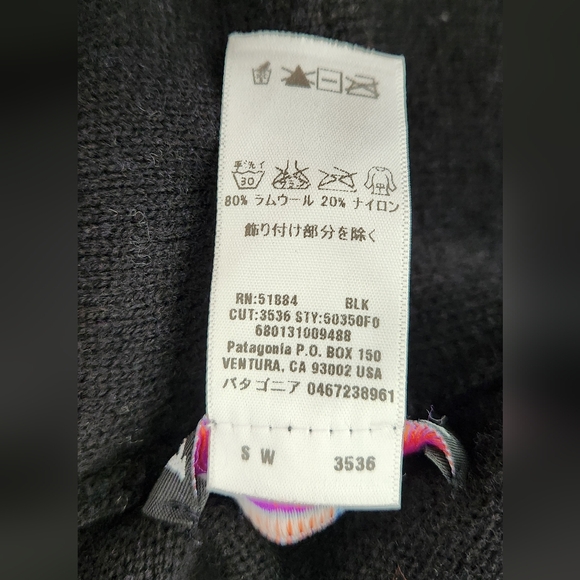 手洗イ
30
80% ラムウール 20% ナイロン
飾り付け部分を除く
RN:51884 BLK
CUT:3536 STY:50350F0
680131009488
Patagonia P.O. BOX 150
VENTURA, CA 93002 USA
パタゴニア 0467238961
S W 3536